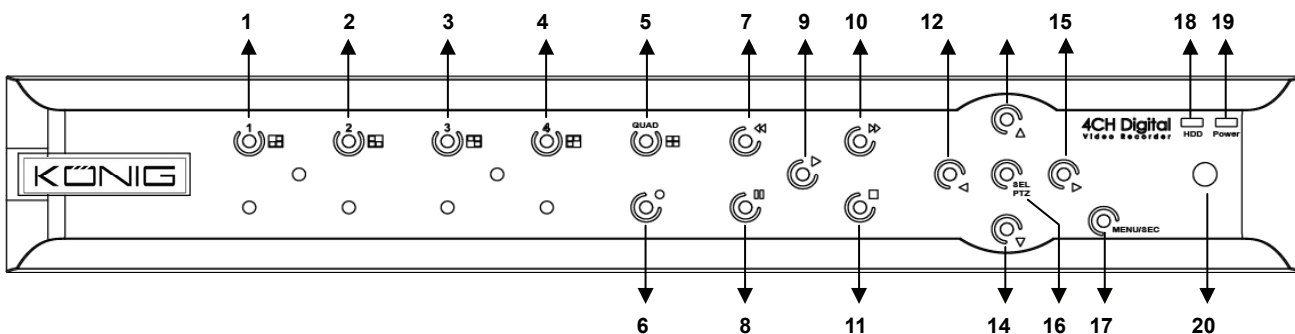 1 2 3 4 5 7 9 10 12 15 18 19
1 2 3 4 QUAD
4CH Digital
Video Recorder
HDD Power
KÖNIG
SEL
PTZ
MENU/SEC
6 8 11 14 16 17 20